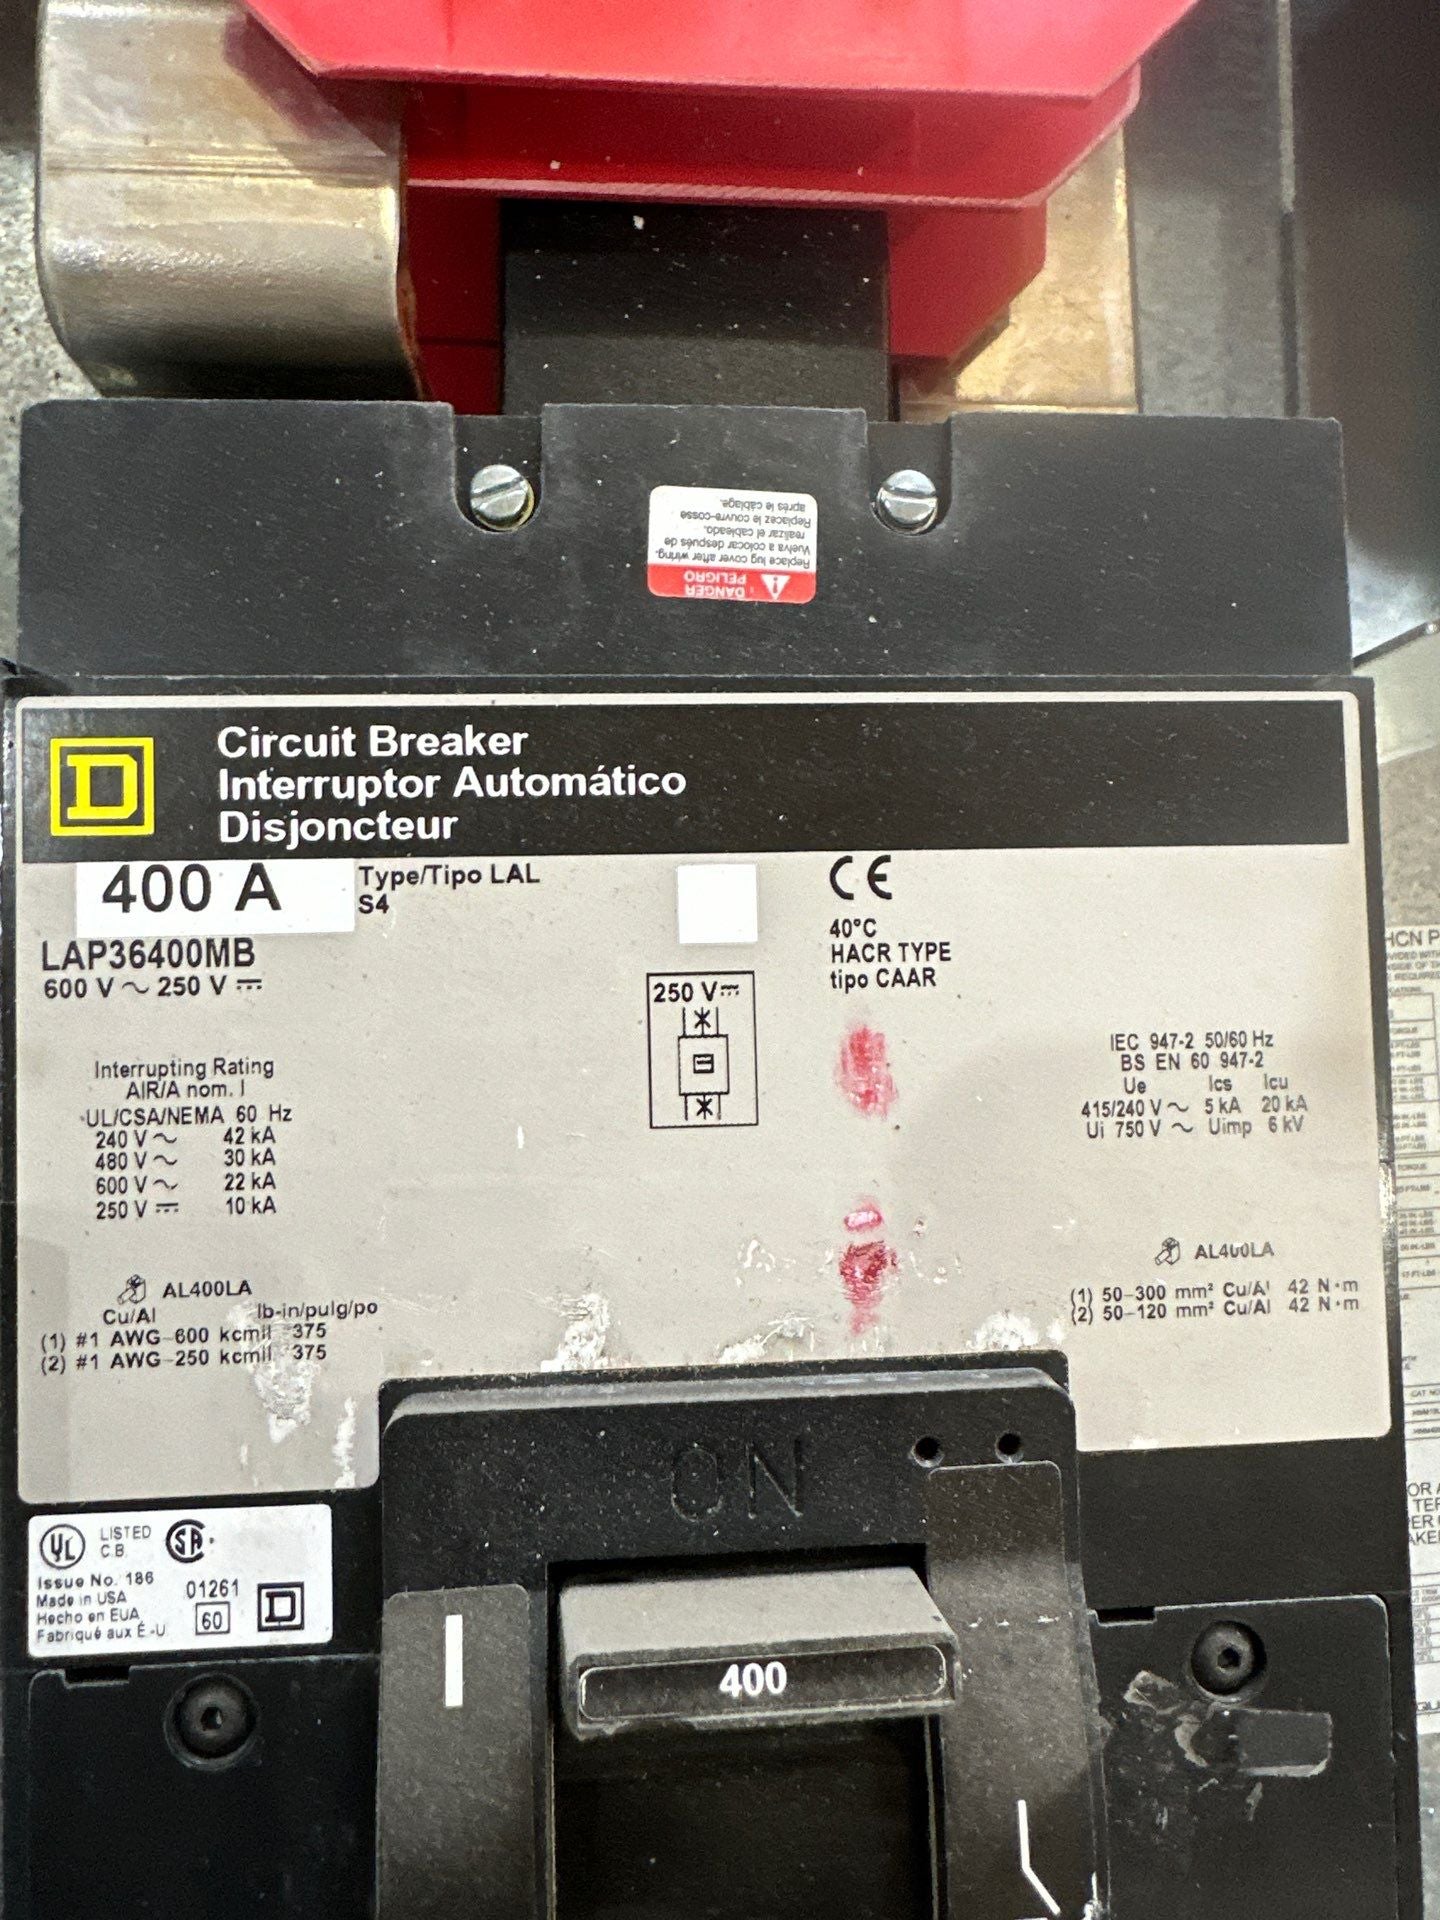 DANGER
PELIGRO
Replace lug cover after wiring.
Vuelva a colocar después de
realizar el cableado.
Replacez le couvre-cosse
après le câblage.
D
Circuit Breaker
Interruptor Automático
Disjoncteur
400 A
Type/Tipo LAL
S4
LAP36400MB
600 V ~ 250 V ⎓
Interrupting Rating
AIR/A nom. I
UL/CSA/NEMA 60 Hz
240 V ~ 42 kA
480 V ~ 30 kA
600 V ~ 22 kA
250 V ⎓ 10 kA
AL400LA
Cu/Al lb-in/pulg/po
(1) #1 AWG-600 kcmil 375
(2) #1 AWG-250 kcmil 375
250 V⎓
CE
40°C
HACR TYPE
tipo CAAR
IEC 947-2 50/60 Hz
BS EN 60 947-2
Ue Ics Icu
415/240 V ~ 5 kA 20 kA
Ui 750 V ~ Uimp 6 kV
AL400LA
(1) 50-300 mm² Cu/Al 42 N·m
(2) 50-120 mm² Cu/Al 42 N·m
ON
UL LISTED
C.B.
SA
Issue No. 186
Made in USA
Hecho en EUA
Fabriqué aux É.-U.
01261
60
D
400
HCN P
TORQUE
CAT NO